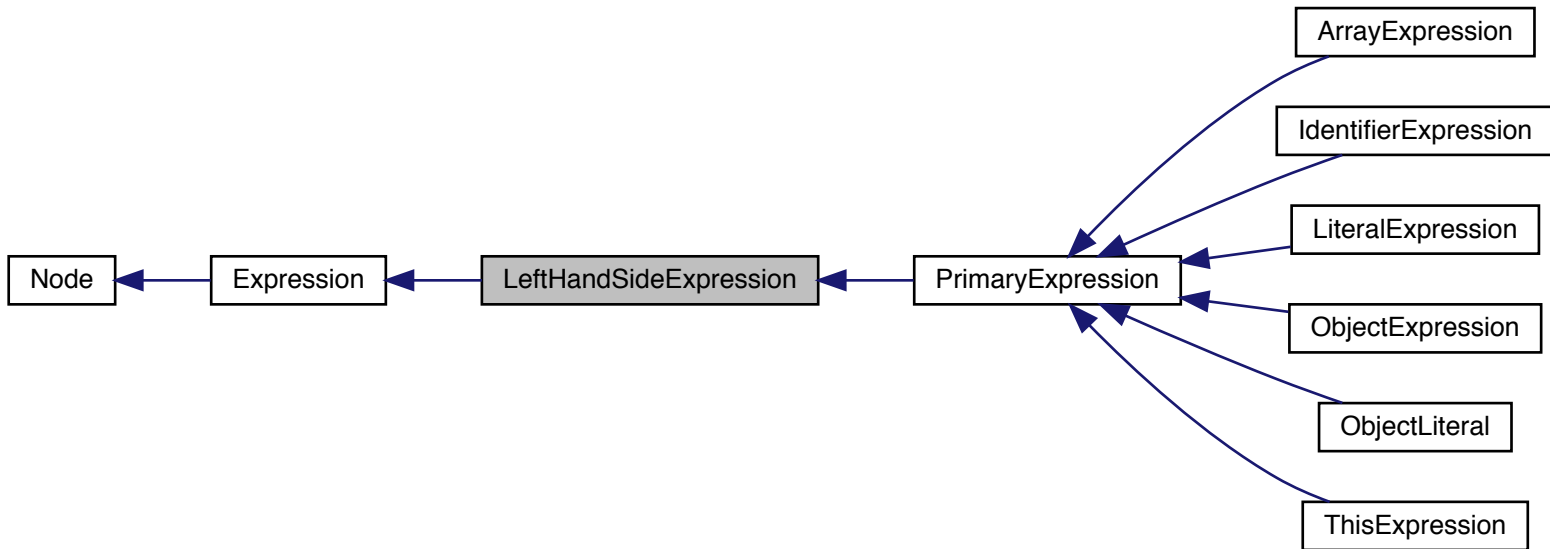 ArrayExpression
IdentifierExpression
LiteralExpression
Node
Expression
LeftHandSideExpression
PrimaryExpression
ObjectExpression
ObjectLiteral
ThisExpression